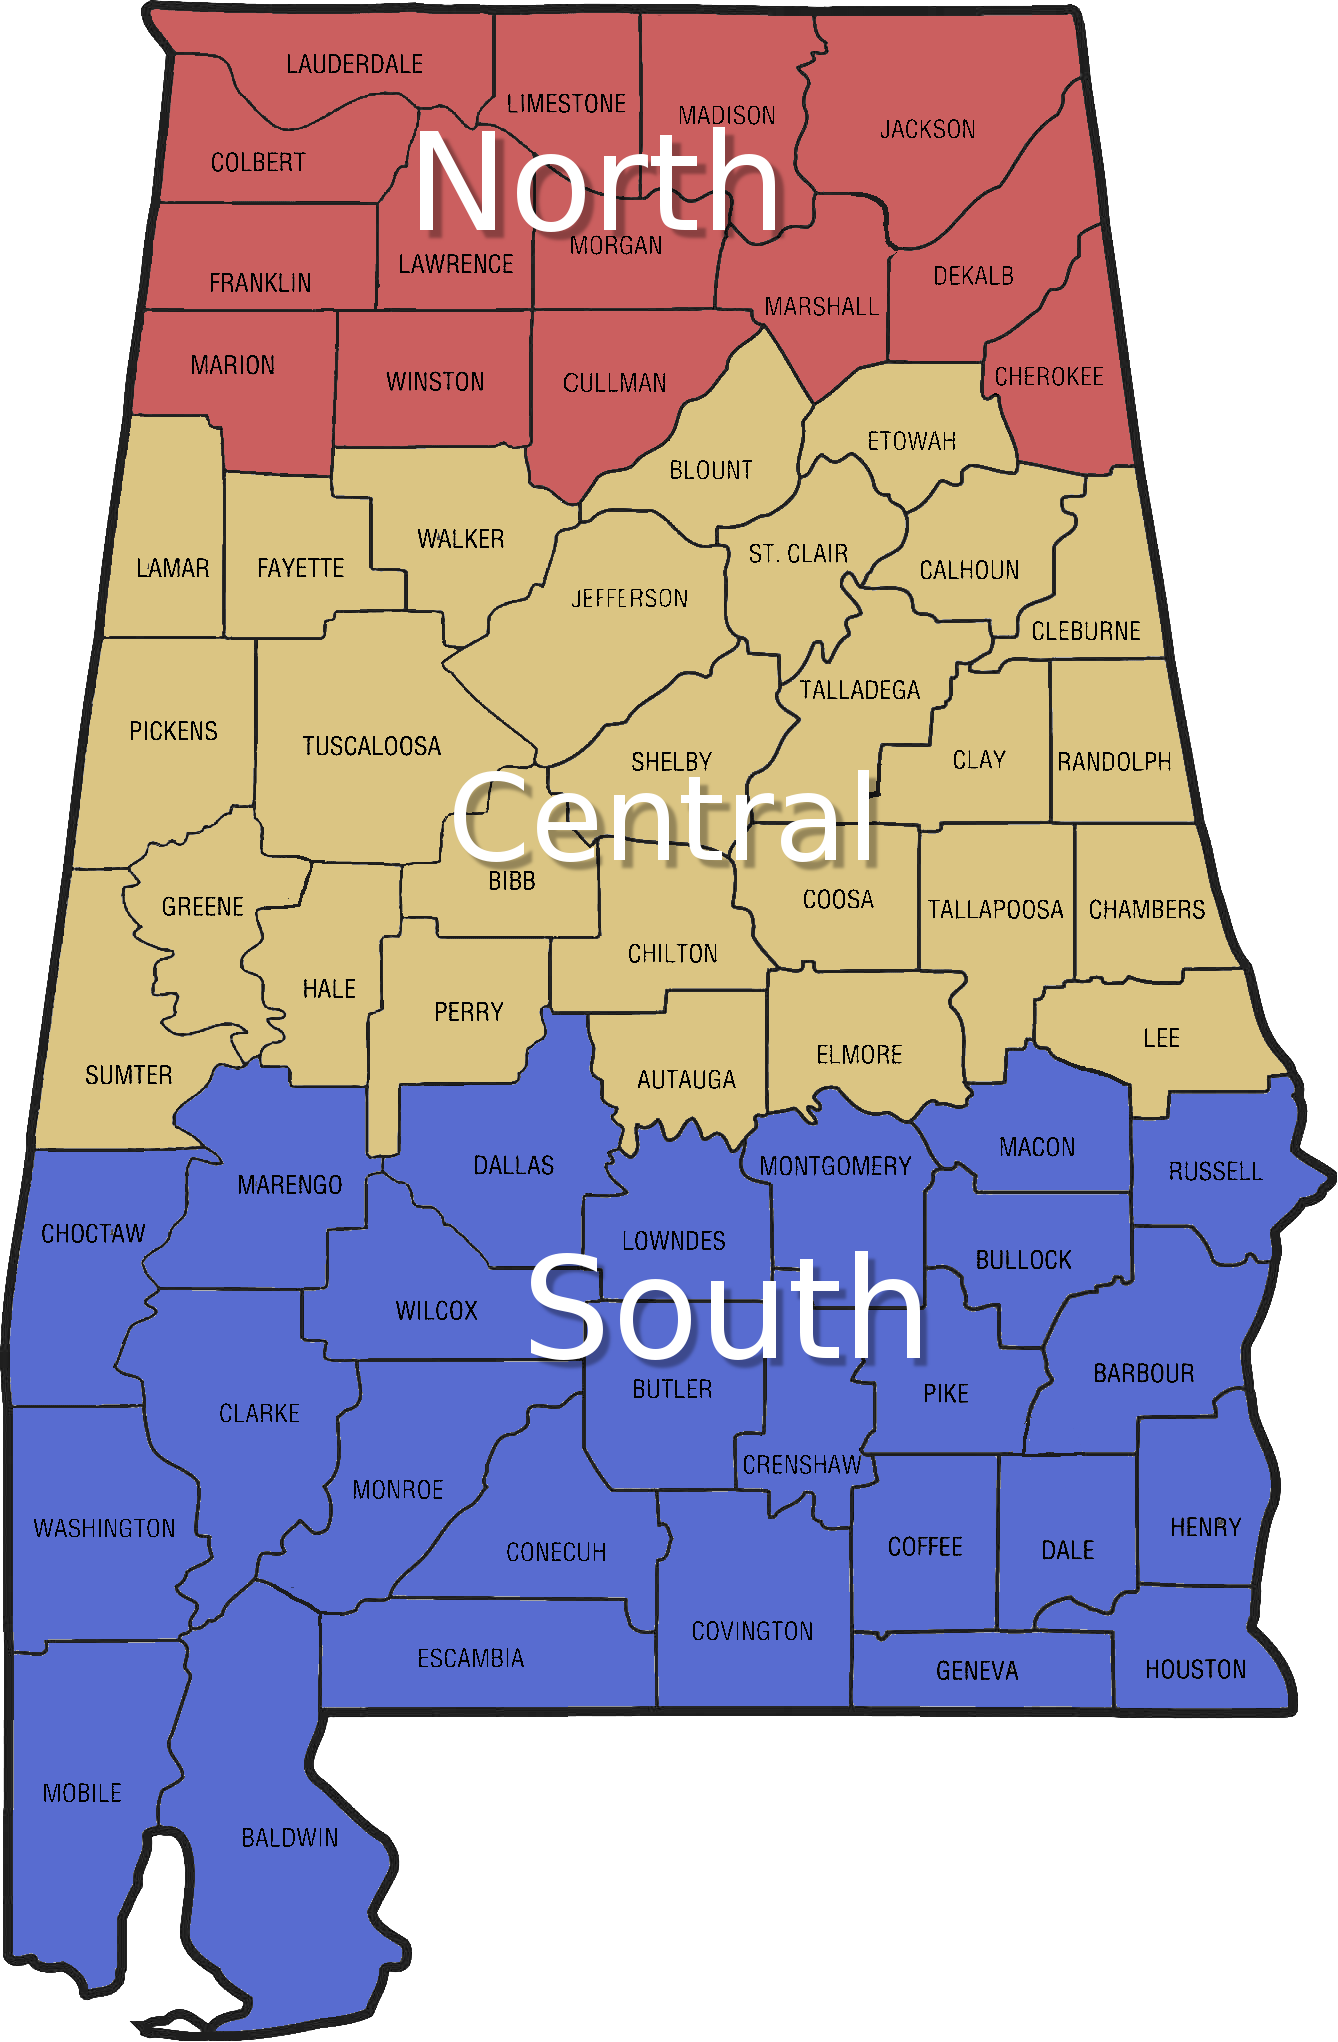 LAUDERDALE
LIMESTONE
MADISON
JACKSON
COLBERT
North
LAWRENCE
MORGAN
FRANKLIN
DEKALB
MARSHALL
MARION
WINSTON
CULLMAN
CHEROKEE
ETOWAH
BLOUNT
WALKER
ST. CLAIR
LAMAR
FAYETTE
CALHOUN
JEFFERSON
CLEBURNE
TALLADEGA
PICKENS
TUSCALOOSA
SHELBY
CLAY
RANDOLPH
Central
BIBB
COOSA
GREENE
TALLAPOOSA
CHAMBERS
CHILTON
HALE
PERRY
LEE
ELMORE
SUMTER
AUTAUGA
MACON
DALLAS
MONTGOMERY
RUSSELL
MARENGO
CHOCTAW
LOWNDES
BULLOCK
South
WILCOX
BARBOUR
BUTLER
PIKE
CLARKE
CRENSHAW
MONROE
WASHINGTON
HENRY
COFFEE
DALE
CONECUH
COVINGTON
ESCAMBIA
GENEVA
HOUSTON
MOBILE
BALDWIN